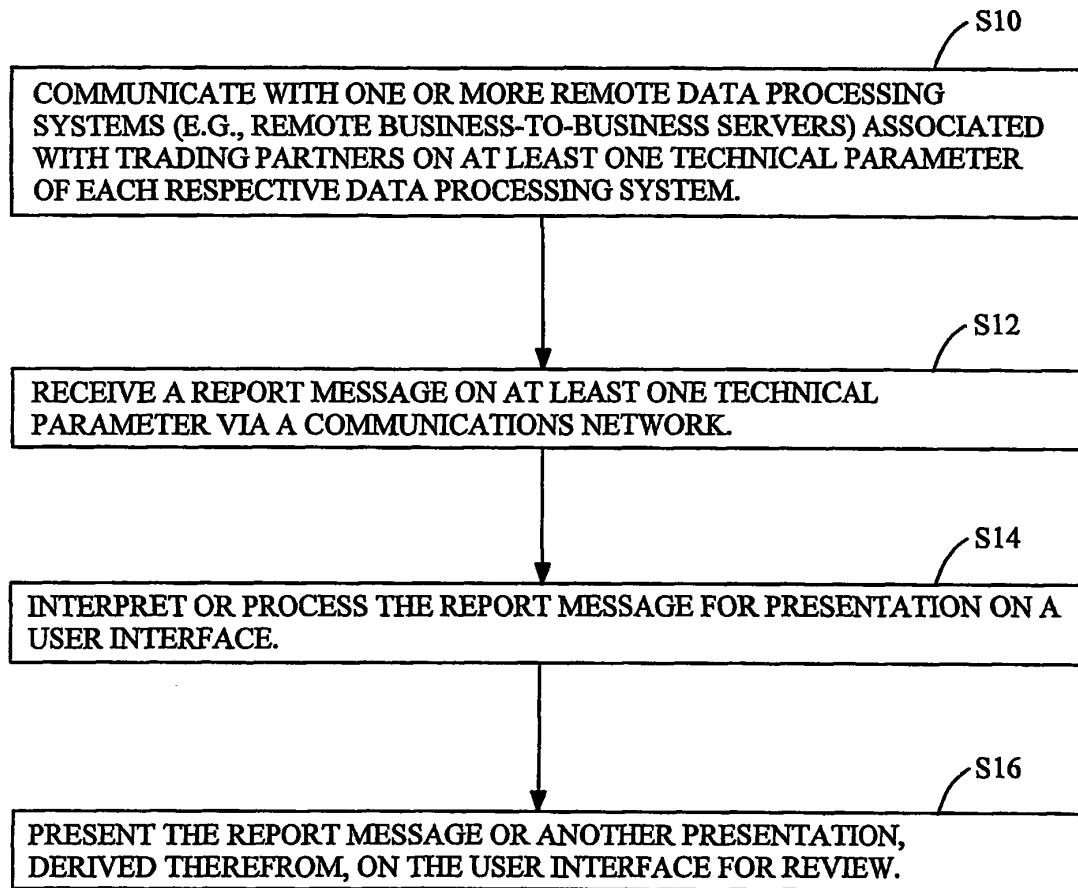 S10
COMMUNICATE WITH ONE OR MORE REMOTE DATA PROCESSING
SYSTEMS (E.G., REMOTE BUSINESS-TO-BUSINESS SERVERS) ASSOCIATED
WITH TRADING PARTNERS ON AT LEAST ONE TECHNICAL PARAMETER
OF EACH RESPECTIVE DATA PROCESSING SYSTEM.
S12
RECEIVE A REPORT MESSAGE ON AT LEAST ONE TECHNICAL
PARAMETER VIA A COMMUNICATIONS NETWORK.
S14
INTERPRET OR PROCESS THE REPORT MESSAGE FOR PRESENTATION ON A
USER INTERFACE.
S16
PRESENT THE REPORT MESSAGE OR ANOTHER PRESENTATION,
DERIVED THEREFROM, ON THE USER INTERFACE FOR REVIEW.